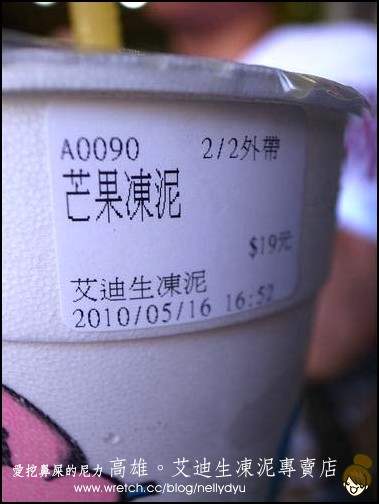 A0090 2/2外帶
芒果凍泥
$19元
艾迪生凍泥
2010/05/16 16:52
愛挖鼻屎的尼力 高雄。艾迪生凍泥專賣店
www.wretch.cc/blog/nellydyu